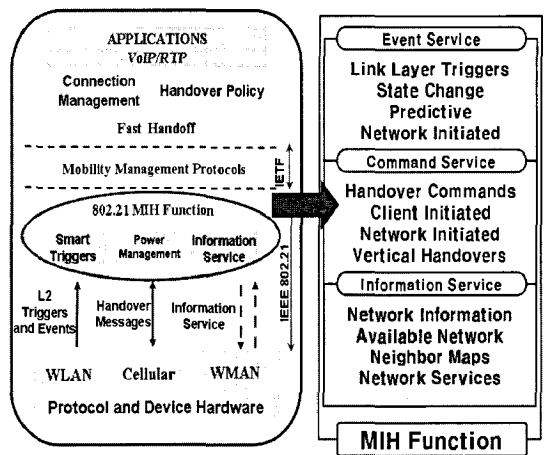 APPLICATIONS
VoIP/RTP
Connection
Management
Handover Policy
Fast Handoff
Mobility Management Protocols
IETF
802.21 MIH Function
Smart
Triggers
Power
Management
Information
Service
L2
Triggers
and Events
Handover
Messages
Information
Service
IEEE 802.21
WLAN
Cellular
WMAN
Protocol and Device Hardware
Event Service
Link Layer Triggers
State Change
Predictive
Network Initiated
Command Service
Handover Commands
Client Initiated
Network Initiated
Vertical Handovers
Information Service
Network Information
Available Network
Neighbor Maps
Network Services
MIH Function